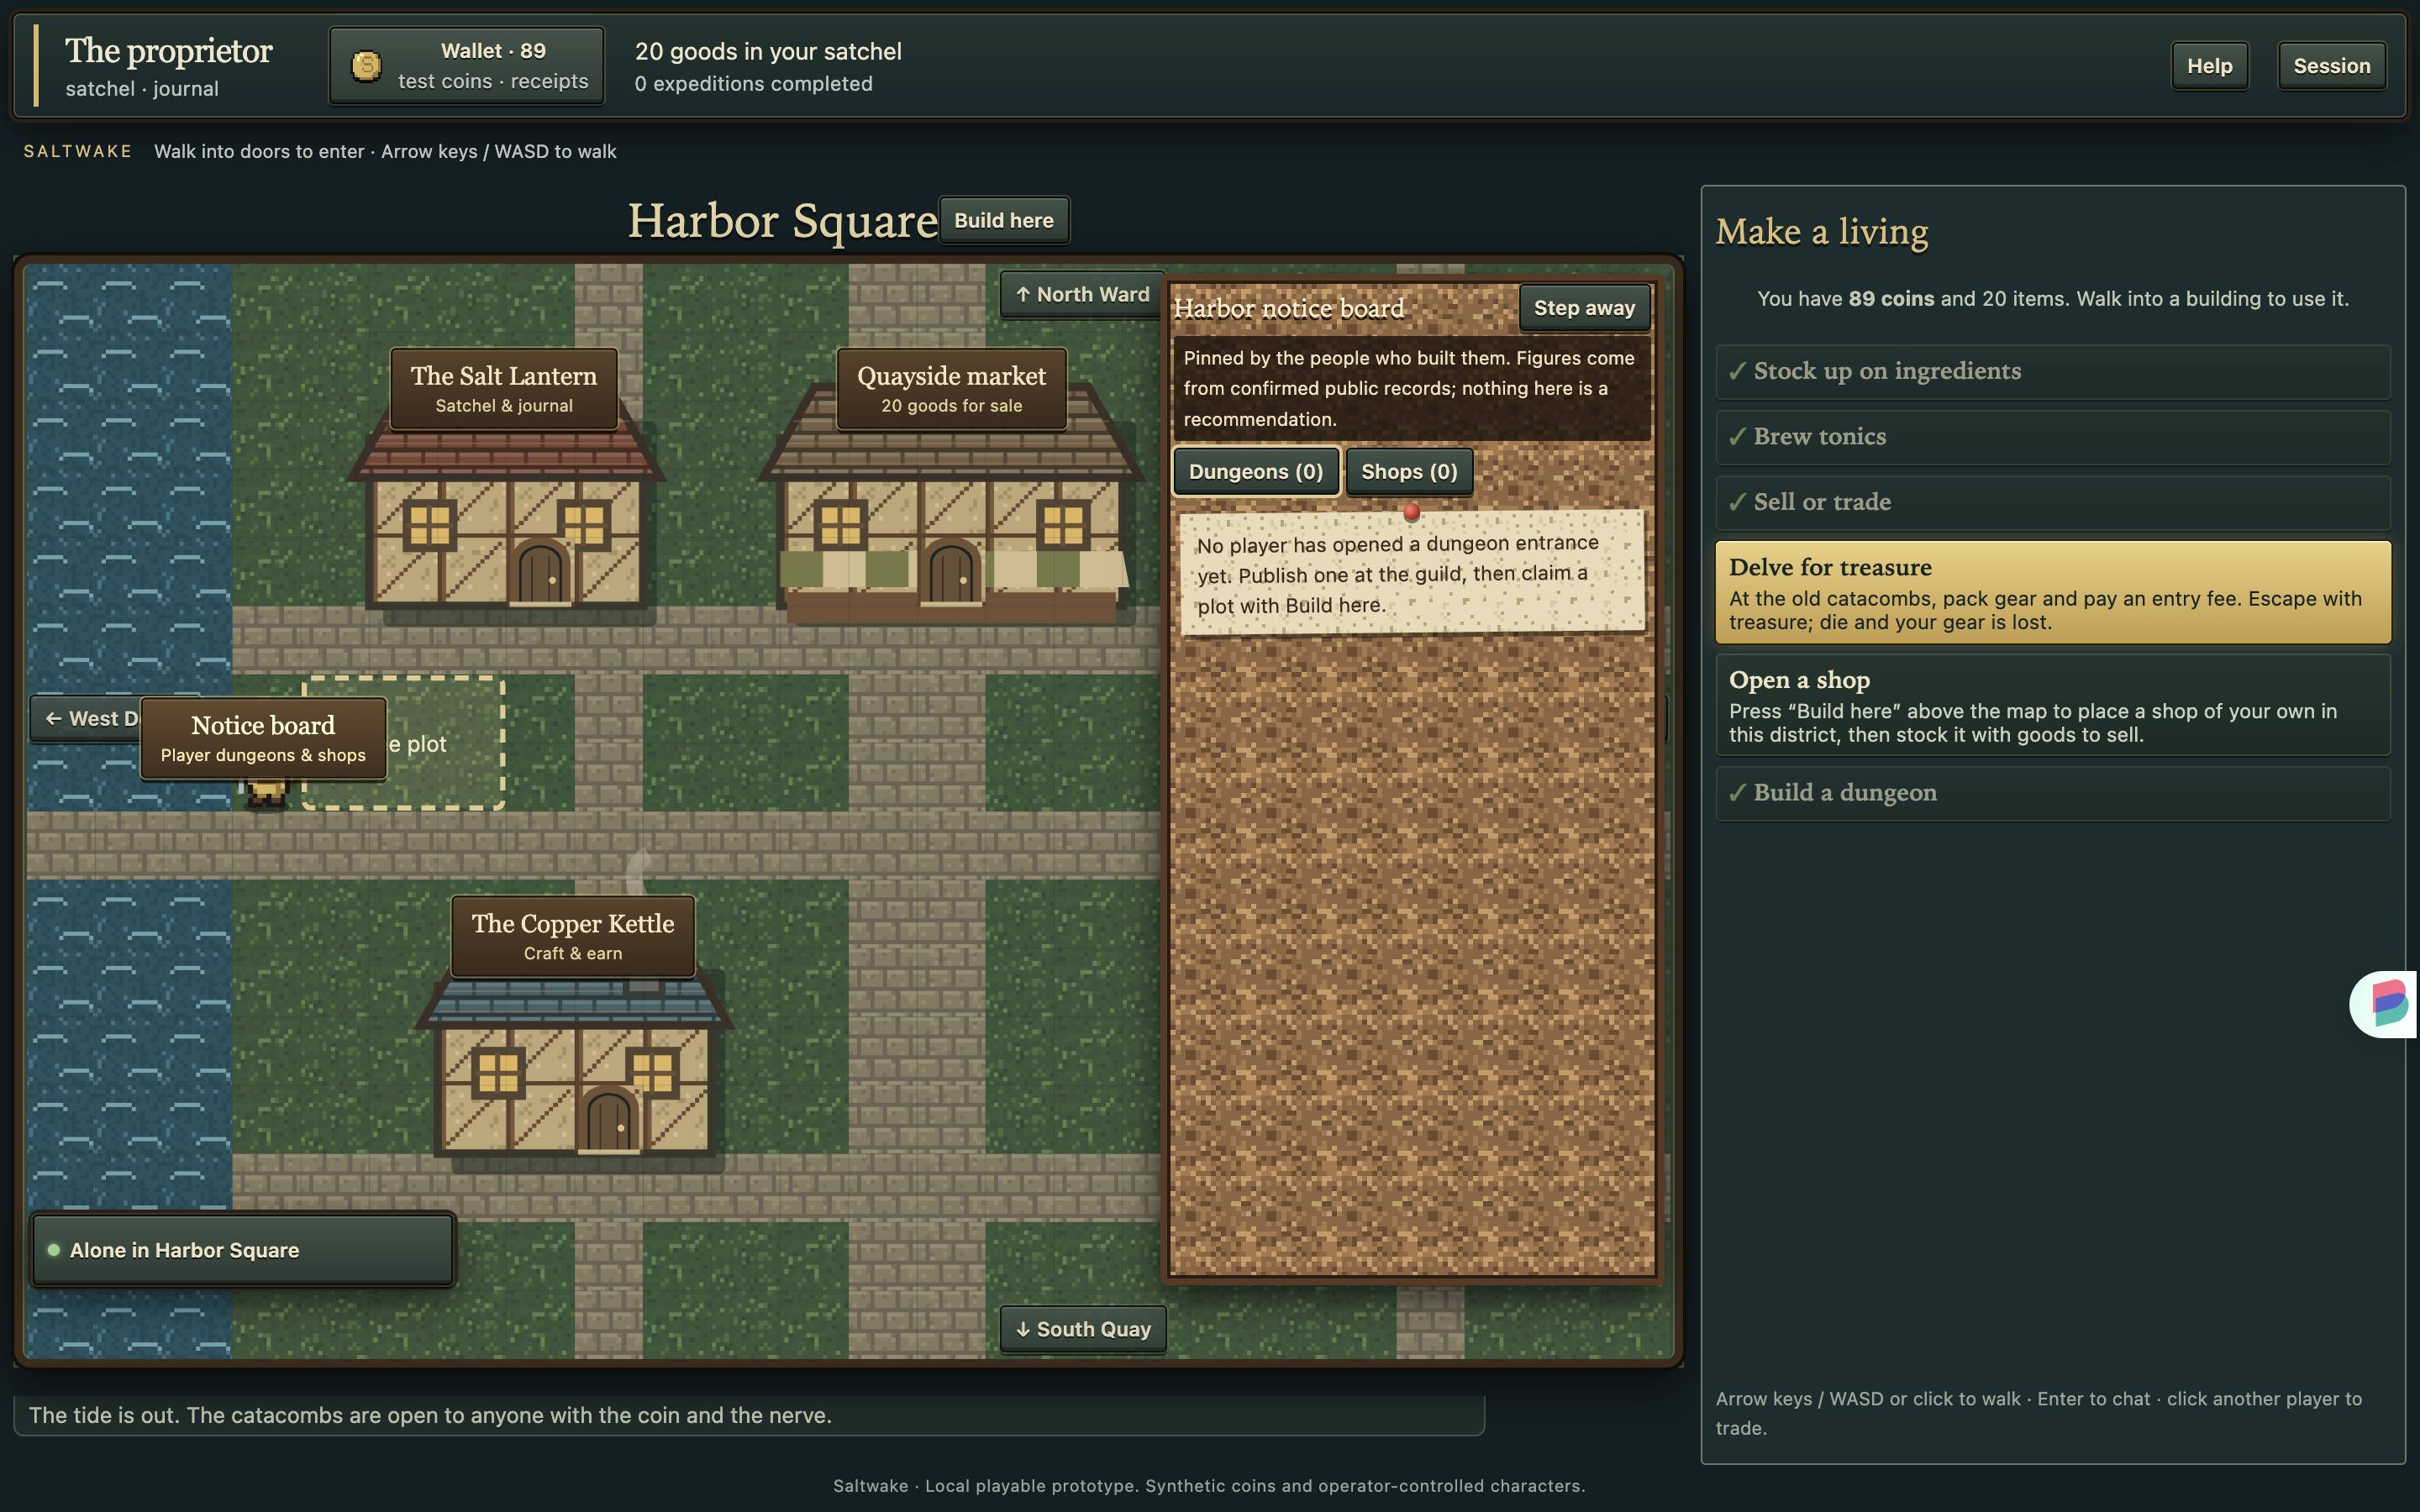 The proprietor
satchel · journal
Wallet · 89
test coins · receipts
20 goods in your satchel
0 expeditions completed
Help
Session
SALTWAKE
Walk into doors to enter · Arrow keys / WASD to walk
Harbor Square
Build here
↑ North Ward
The Salt Lantern
Satchel & journal
Quayside market
20 goods for sale
← West D
Notice board
Player dungeons & shops
e plot
The Copper Kettle
Craft & earn
Alone in Harbor Square
↓ South Quay
Harbor notice board
Step away
Pinned by the people who built them. Figures come
from confirmed public records; nothing here is a
recommendation.
Dungeons (0)
Shops (0)
No player has opened a dungeon entrance
yet. Publish one at the guild, then claim a
plot with Build here.
The tide is out. The catacombs are open to anyone with the coin and the nerve.
Make a living
You have 89 coins and 20 items. Walk into a building to use it.
✓ Stock up on ingredients
✓ Brew tonics
✓ Sell or trade
Delve for treasure
At the old catacombs, pack gear and pay an entry fee. Escape with
treasure; die and your gear is lost.
Open a shop
Press “Build here” above the map to place a shop of your own in
this district, then stock it with goods to sell.
✓ Build a dungeon
Arrow keys / WASD or click to walk · Enter to chat · click another player to
trade.
Saltwake · Local playable prototype. Synthetic coins and operator-controlled characters.